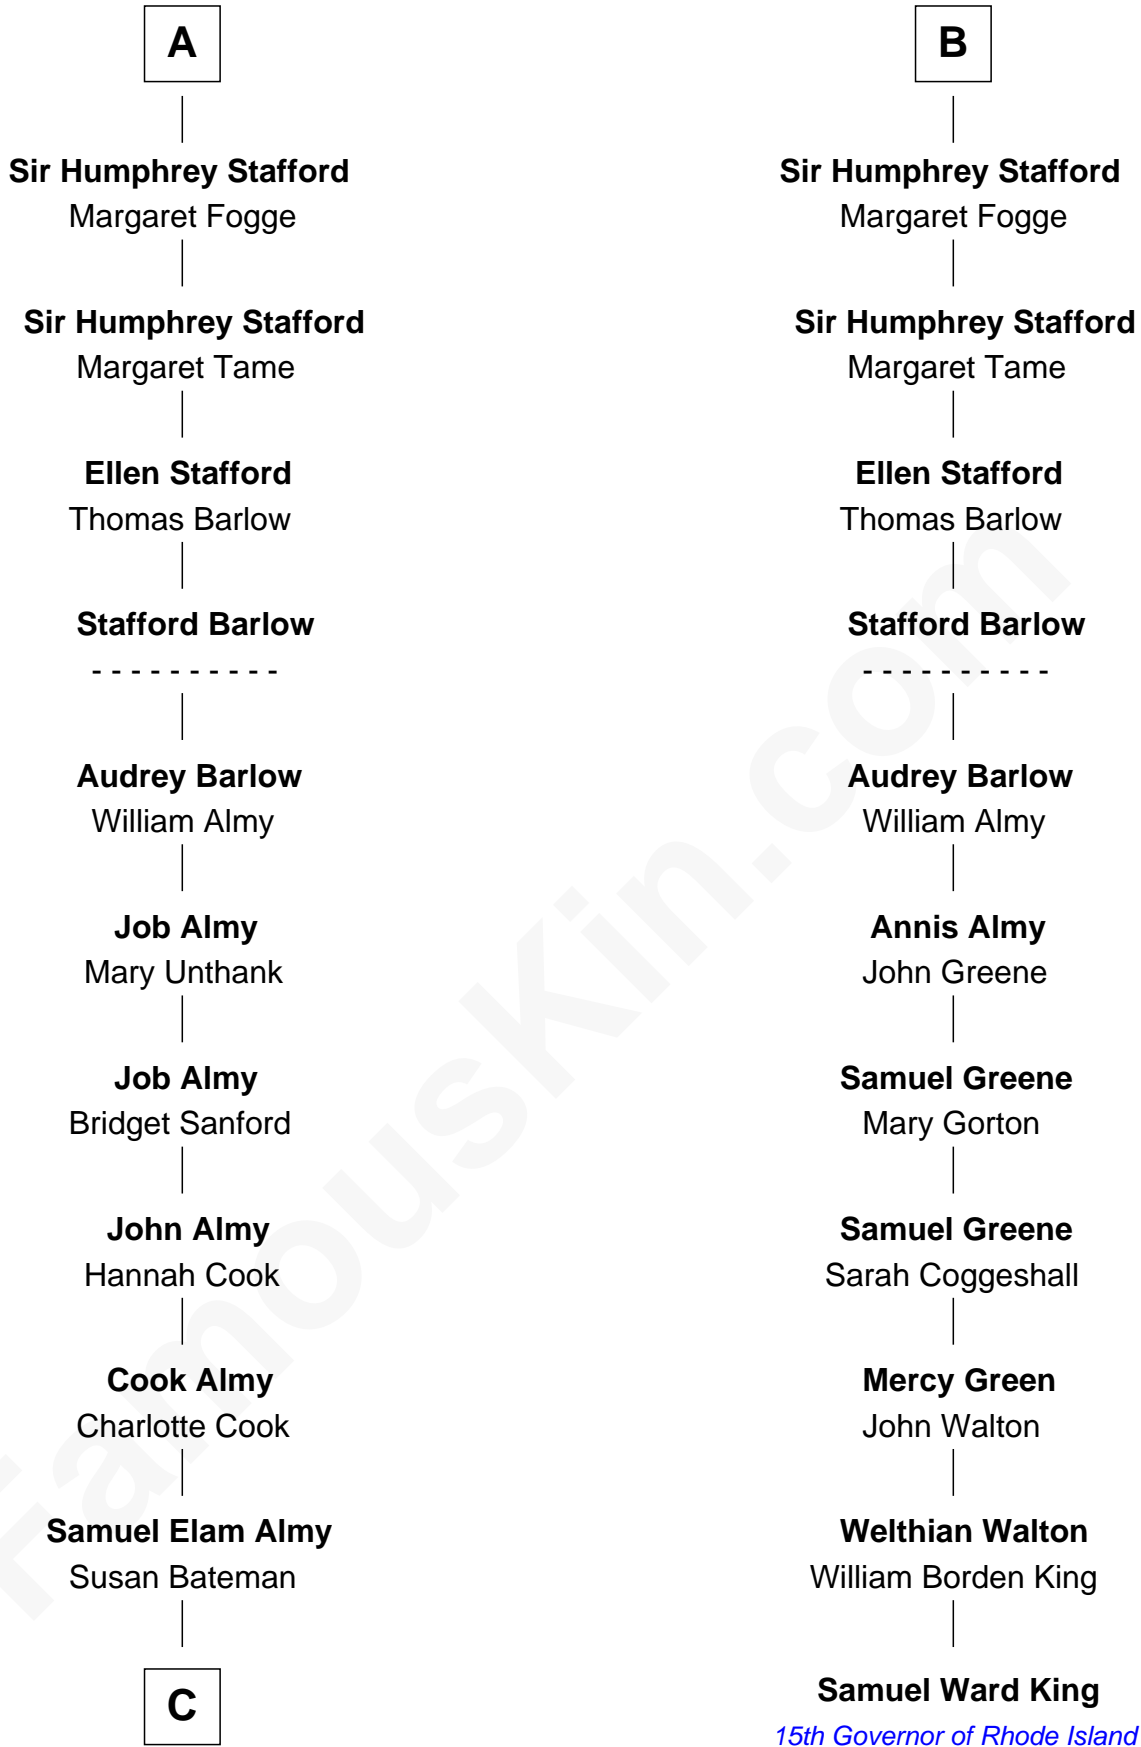 A
Sir Humphrey Stafford
Margaret Fogge
Sir Humphrey Stafford
Margaret Tame
Ellen Stafford
Thomas Barlow
Stafford Barlow
- - - - - - - - - -
Audrey Barlow
William Almy
Job Almy
Mary Unthank
Job Almy
Bridget Sanford
John Almy
Hannah Cook
Cook Almy
Charlotte Cook
Samuel Elam Almy
Susan Bateman
C
B
Sir Humphrey Stafford
Margaret Fogge
Sir Humphrey Stafford
Margaret Tame
Ellen Stafford
Thomas Barlow
Stafford Barlow
- - - - - - - - - -
Audrey Barlow
William Almy
Annis Almy
John Greene
Samuel Greene
Mary Gorton
Samuel Greene
Sarah Coggeshall
Mercy Green
John Walton
Welthian Walton
William Borden King
Samuel Ward King
15th Governor of Rhode Island
FamousKin.com